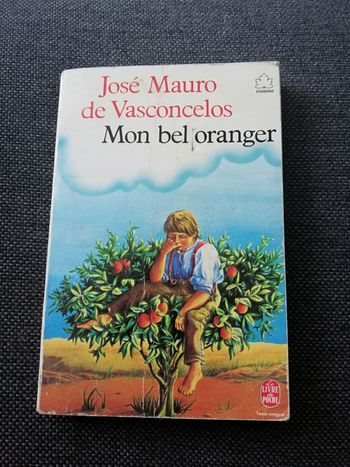 José Mauro
de Vasconcelos
Mon bel oranger
jeunesse
Le
LIVRE
de
POCHE
Texte intégral